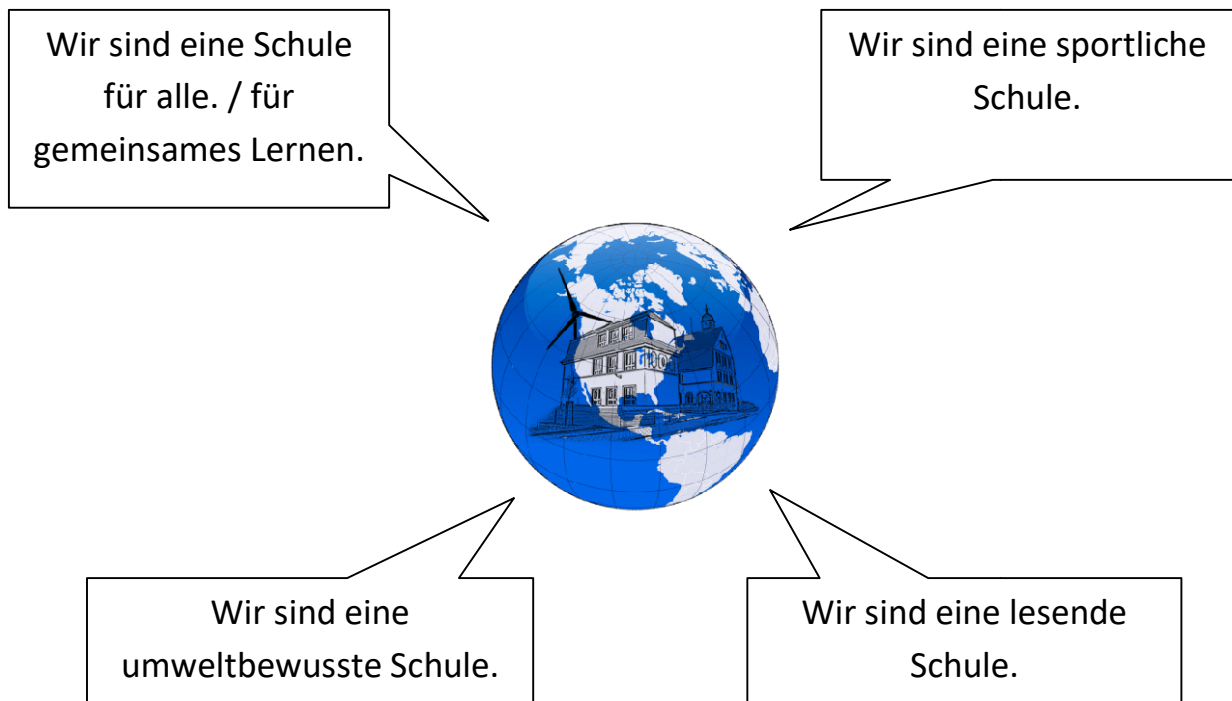 Wir sind eine Schule
für alle. / für
gemeinsames Lernen.
Wir sind eine sportliche
Schule.
Wir sind eine
umweltbewusste Schule.
Wir sind eine lesende
Schule.